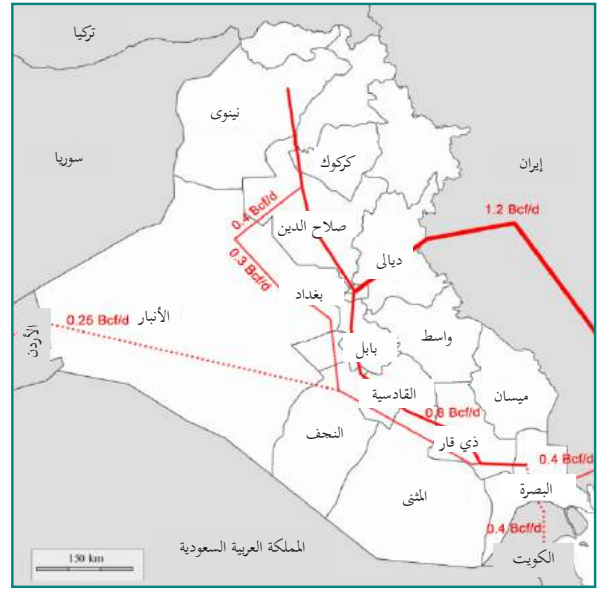 تركيا
نينوى
سوريا
كركوك
إيران
0.4 Bcf/d
1.2 Bcf/d
صلاح الدين
ديالى
0.3 Bcf/d
بغداد
الأنبار
0.25 Bcf/d
واسط
الأردن
بابل
ميسان
القادسية
0.8 Bcf/d
النجف
ذي قار
0.4 Bcf/d
المثنى
البصرة
0.4 Bcf/d
المملكة العربية السعودية
الكويت
150 km